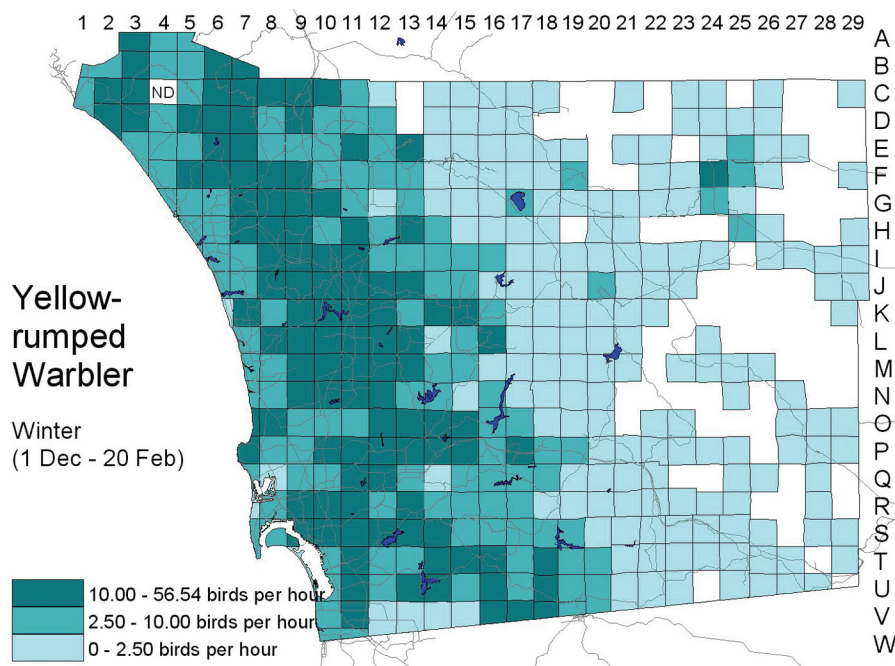 1 2 3 4 5 6 7 8 9 10 11 12 13 14 15 16 17 18 19 20 21 22 23 24 25 26 27 28 29
A
B
C
D
E
F
G
H
I
J
K
L
M
N
O
P
Q
R
S
T
U
V
W
ND
Yellow-
rumped
Warbler
Winter
(1 Dec - 20 Feb)
10.00 - 56.54 birds per hour
2.50 - 10.00 birds per hour
0 - 2.50 birds per hour